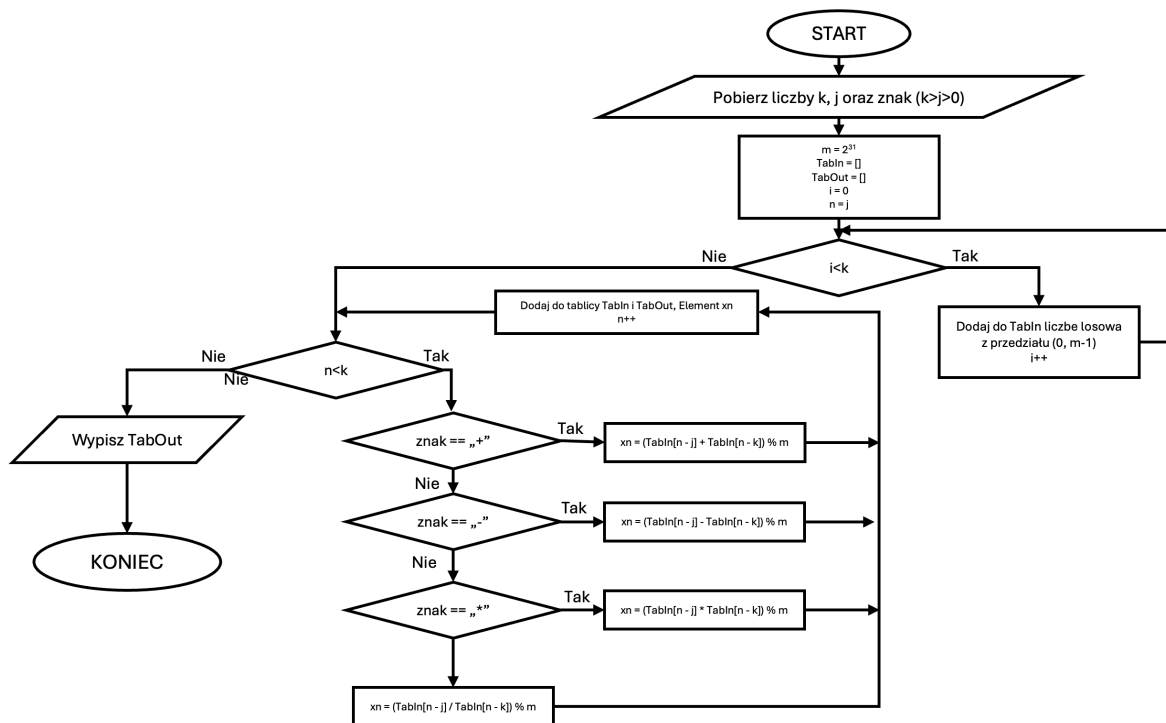 START
Pobierz liczby k, j oraz znak (k>j>0)
m = 2³¹
TabIn = []
TabOut = []
i = 0
n = j
Nie
i<k
Tak
Dodaj do tablicy TabIn i TabOut, Element xn
n++
Dodaj do TabIn liczbe losowa
z przedziału (0, m-1)
i++
Nie
Nie
n<k
Tak
Wypisz TabOut
KONIEC
znak == „+”
Tak
xn = (TabIn[n - j] + TabIn[n - k]) % m
Nie
znak == „-”
Tak
xn = (TabIn[n - j] - TabIn[n - k]) % m
Nie
znak == „*”
Tak
xn = (TabIn[n - j] * TabIn[n - k]) % m
xn = (TabIn[n - j] / TabIn[n - k]) % m